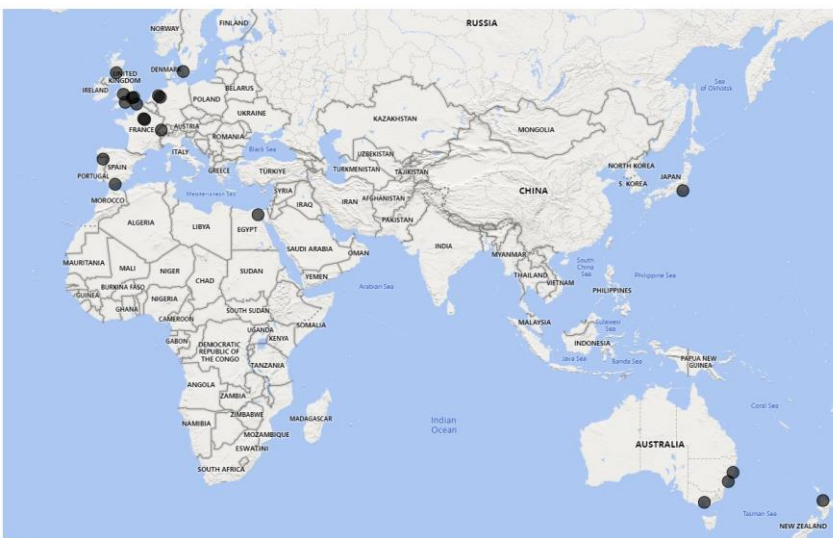 FINLAND
NORWAY
RUSSIA
DENMARK
UNITED
KINGDOM
IRELAND
BELARUS
POLAND
UKRAINE
AUSTRIA
FRANCE
ROMANIA
KAZAKHSTAN
MONGOLIA
Sea
of Okhotsk
ITALY
Black Sea
UZBEKISTAN
PORTUGAL
SPAIN
GREECE
TÜRKIYE
TURKMENISTAN
TAJIKISTAN
NORTH KOREA
JAPAN
S. KOREA
CHINA
Mediterranean Sea
SYRIA
MOROCCO
IRAQ
IRAN
AFGHANISTAN
PAKISTAN
ALGERIA
LIBYA
EGYPT
SAUDI ARABIA
OMAN
INDIA
MYANMAR
MAURITANIA
MALI
NIGER
CHAD
SUDAN
YEMEN
Arabian Sea
THAILAND
VIETNAM
South
China
Sea
Philippine Sea
PHILIPPINES
BURKINA FASO
GUINEA
GHANA
NIGERIA
SOUTH SUDAN
CAMEROON
SOMALIA
UGANDA
KENYA
GABON
DEMOCRATIC
REPUBLIC OF
THE CONGO
TANZANIA
MALAYSIA
Sulawesi
Sea
INDONESIA
Java Sea
Banda Sea
PAPUA NEW
GUINEA
ANGOLA
ZAMBIA
ZIMBABWE
MADAGASCAR
NAMIBIA
MOZAMBIQUE
ESWATINI
SOUTH AFRICA
Indian
Ocean
Coral Sea
AUSTRALIA
Tasman Sea
NEW ZEALAND